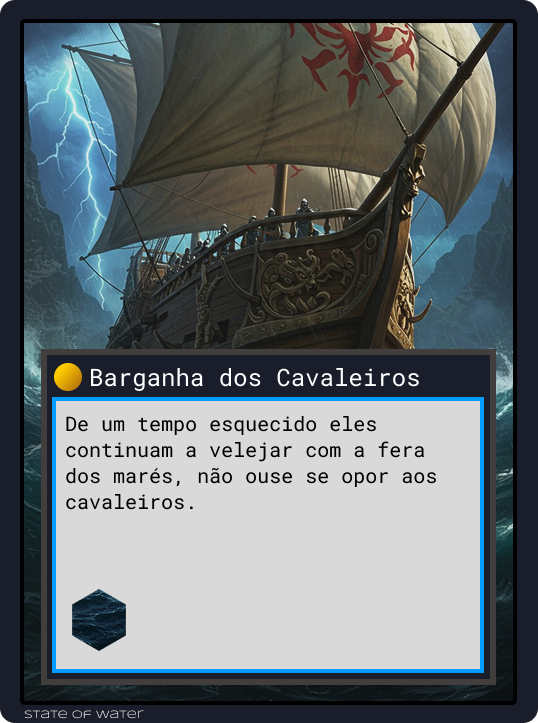 Barganha dos Cavaleiros
De um tempo esquecido eles
continuam a velejar com a fera
dos marés, não ouse se opor aos
cavaleiros.
STATE OF WATER